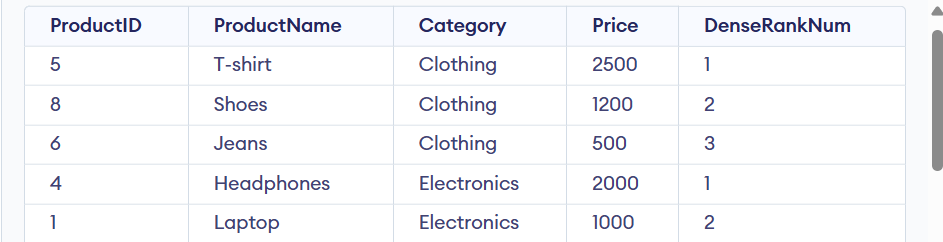 ProductID ProductName Category Price DenseRankNum
5 T-shirt Clothing 2500 1
8 Shoes Clothing 1200 2
6 Jeans Clothing 500 3
4 Headphones Electronics 2000 1
1 Laptop Electronics 1000 2